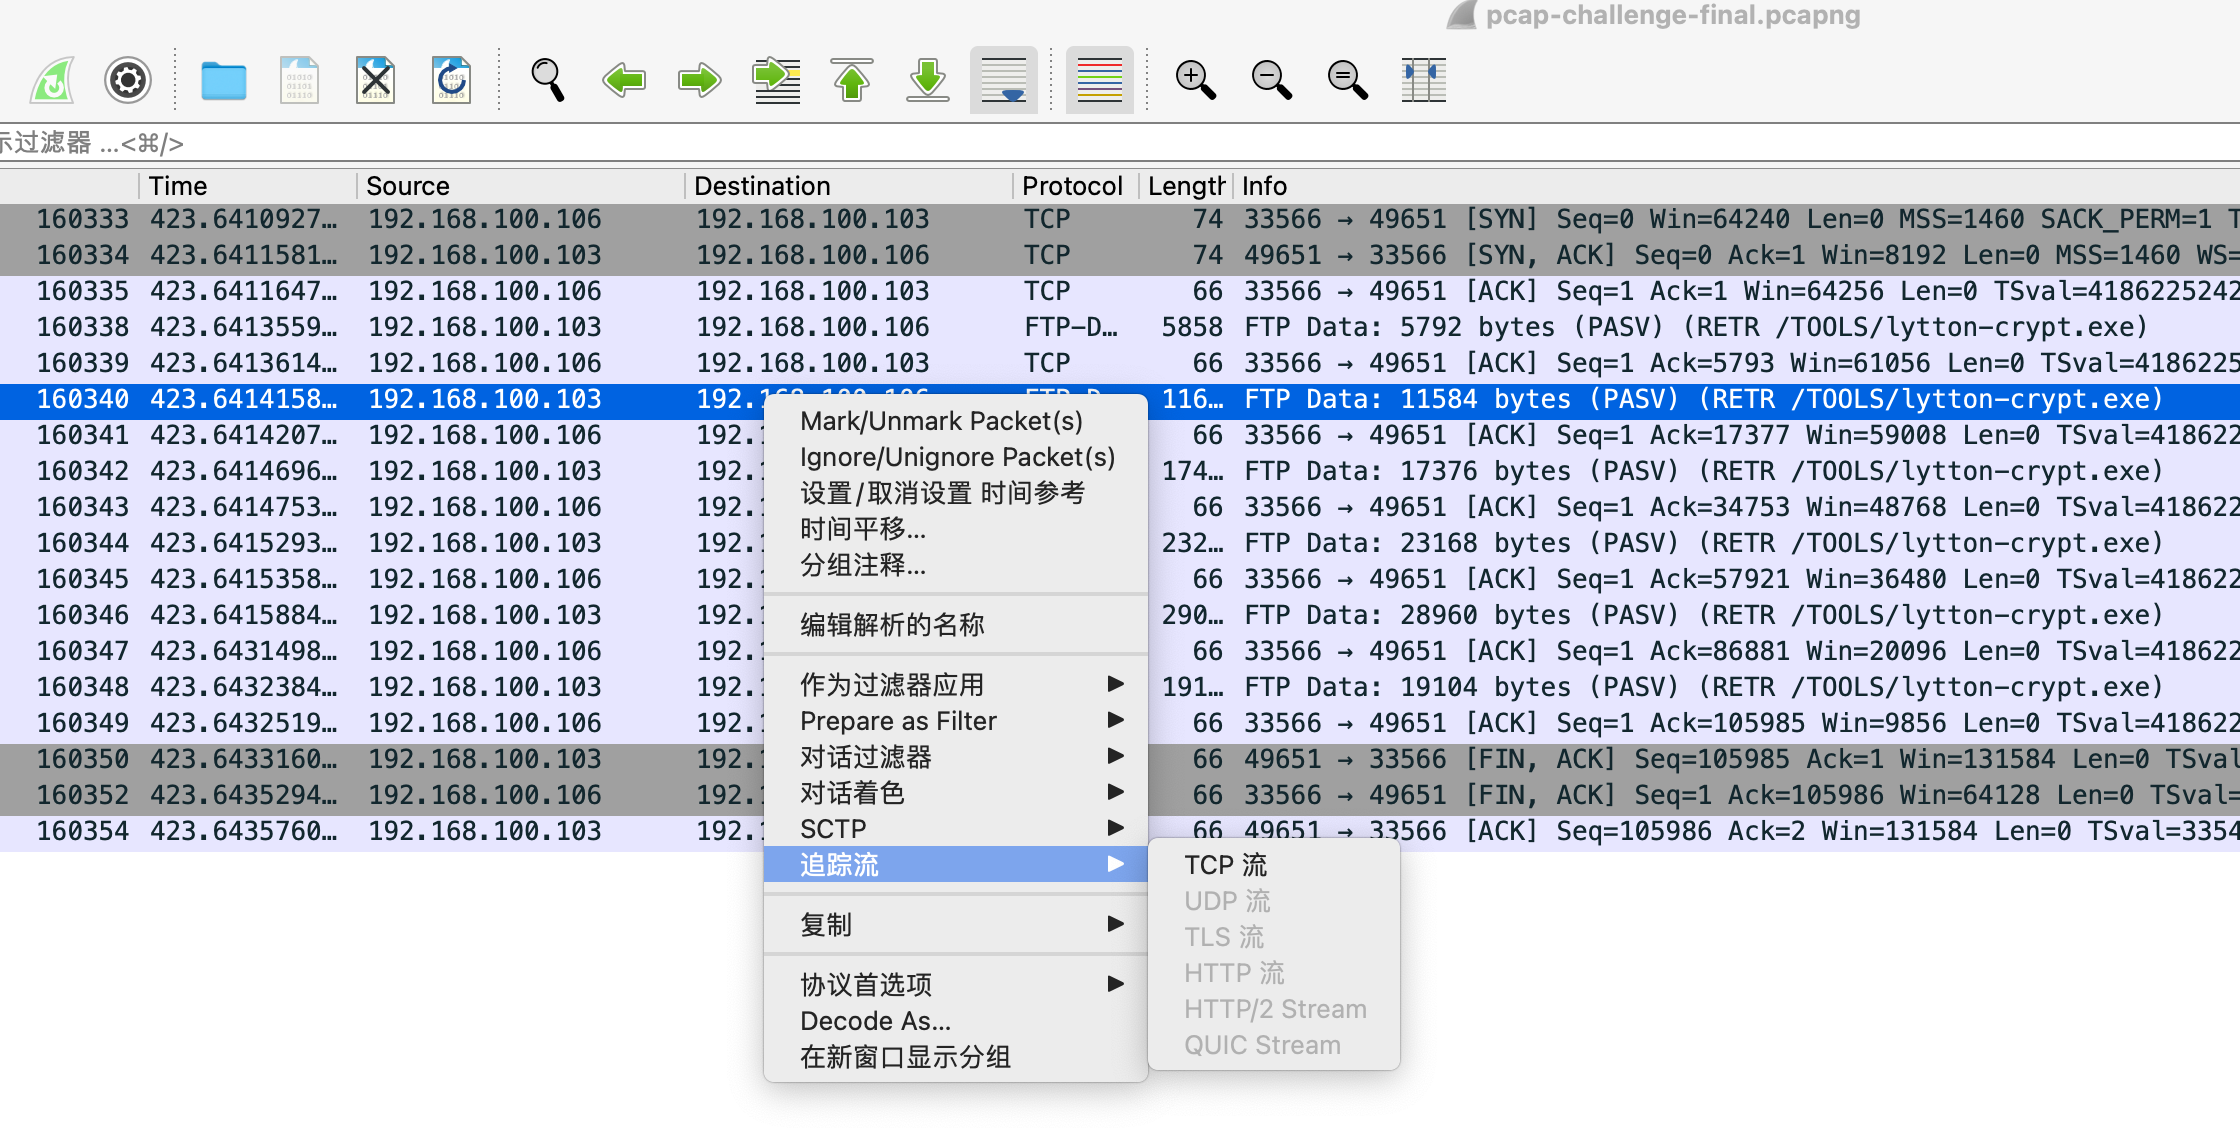 pcap-challenge-final.pcapng
示过滤器 ...<⌘/>
Time Source Destination Protocol Length Info
160333 423.6410927… 192.168.100.106 192.168.100.103 TCP 74 33566 → 49651 [SYN] Seq=0 Win=64240 Len=0 MSS=1460 SACK_PERM=1 T
160334 423.6411581… 192.168.100.103 192.168.100.106 TCP 74 49651 → 33566 [SYN, ACK] Seq=0 Ack=1 Win=8192 Len=0 MSS=1460 WS=
160335 423.6411647… 192.168.100.106 192.168.100.103 TCP 66 33566 → 49651 [ACK] Seq=1 Ack=1 Win=64256 Len=0 TSval=4186225242
160338 423.6413559… 192.168.100.103 192.168.100.106 FTP-D… 5858 FTP Data: 5792 bytes (PASV) (RETR /TOOLS/lytton-crypt.exe)
160339 423.6413614… 192.168.100.106 192.168.100.103 TCP 66 33566 → 49651 [ACK] Seq=1 Ack=5793 Win=61056 Len=0 TSval=4186225
160340 423.6414158… 192.168.100.103 192.168.100.106 FTP-D… 116… FTP Data: 11584 bytes (PASV) (RETR /TOOLS/lytton-crypt.exe)
160341 423.6414207… 192.168.100.106 192. 66 33566 → 49651 [ACK] Seq=1 Ack=17377 Win=59008 Len=0 TSval=418622
160342 423.6414696… 192.168.100.103 192. 174… FTP Data: 17376 bytes (PASV) (RETR /TOOLS/lytton-crypt.exe)
160343 423.6414753… 192.168.100.106 192. 66 33566 → 49651 [ACK] Seq=1 Ack=34753 Win=48768 Len=0 TSval=418622
160344 423.6415293… 192.168.100.103 192. 232… FTP Data: 23168 bytes (PASV) (RETR /TOOLS/lytton-crypt.exe)
160345 423.6415358… 192.168.100.106 192. 66 33566 → 49651 [ACK] Seq=1 Ack=57921 Win=36480 Len=0 TSval=418622
160346 423.6415884… 192.168.100.103 192. 290… FTP Data: 28960 bytes (PASV) (RETR /TOOLS/lytton-crypt.exe)
160347 423.6431498… 192.168.100.106 192. 66 33566 → 49651 [ACK] Seq=1 Ack=86881 Win=20096 Len=0 TSval=418622
160348 423.6432384… 192.168.100.103 192. 191… FTP Data: 19104 bytes (PASV) (RETR /TOOLS/lytton-crypt.exe)
160349 423.6432519… 192.168.100.106 192. 66 33566 → 49651 [ACK] Seq=1 Ack=105985 Win=9856 Len=0 TSval=418622
160350 423.6433160… 192.168.100.103 192. 66 49651 → 33566 [FIN, ACK] Seq=105985 Ack=1 Win=131584 Len=0 TSval
160352 423.6435294… 192.168.100.106 192. 66 33566 → 49651 [FIN, ACK] Seq=1 Ack=105986 Win=64128 Len=0 TSval=
160354 423.6435760… 192.168.100.103 192. 66 49651 → 33566 [ACK] Seq=105986 Ack=2 Win=131584 Len=0 TSval=3354
Mark/Unmark Packet(s)
Ignore/Unignore Packet(s)
设置/取消设置 时间参考
时间平移...
分组注释...
编辑解析的名称
作为过滤器应用
Prepare as Filter
对话过滤器
对话着色
SCTP
追踪流
复制
协议首选项
Decode As...
在新窗口显示分组
TCP 流
UDP 流
TLS 流
HTTP 流
HTTP/2 Stream
QUIC Stream